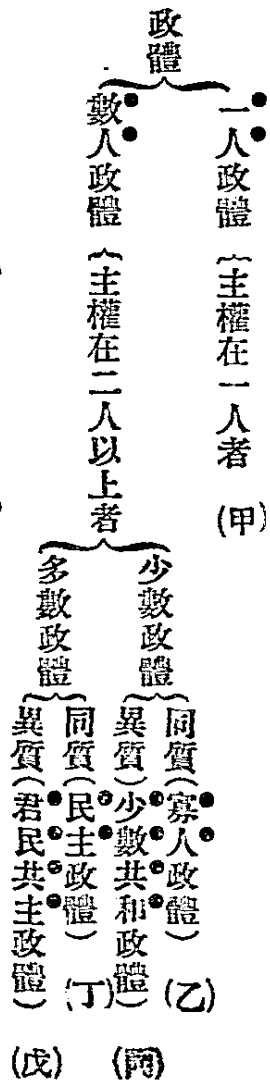 政體
一人政體（主權在一人者
(甲)
數人政體（主權在二人以上者
少數政體
同質（寡人政體）
(乙)
異質（少數共和政體）
(丙)
多數政體
同質（民主政體）
(丁)
異質（君民共主政體）
(戊)